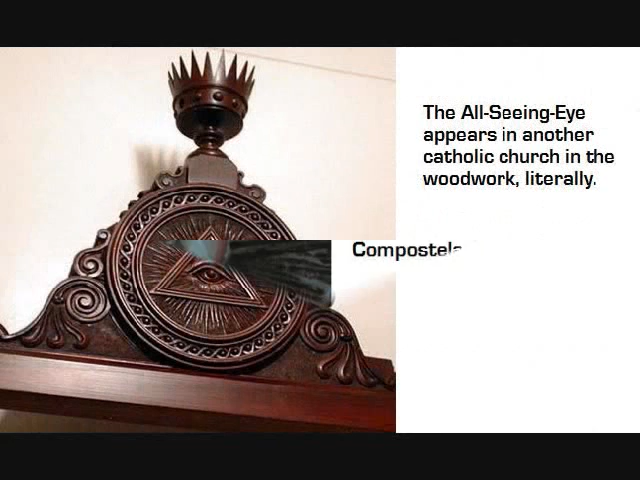 The All-Seeing-Eye
appears in another
catholic church in the
woodwork, literally.